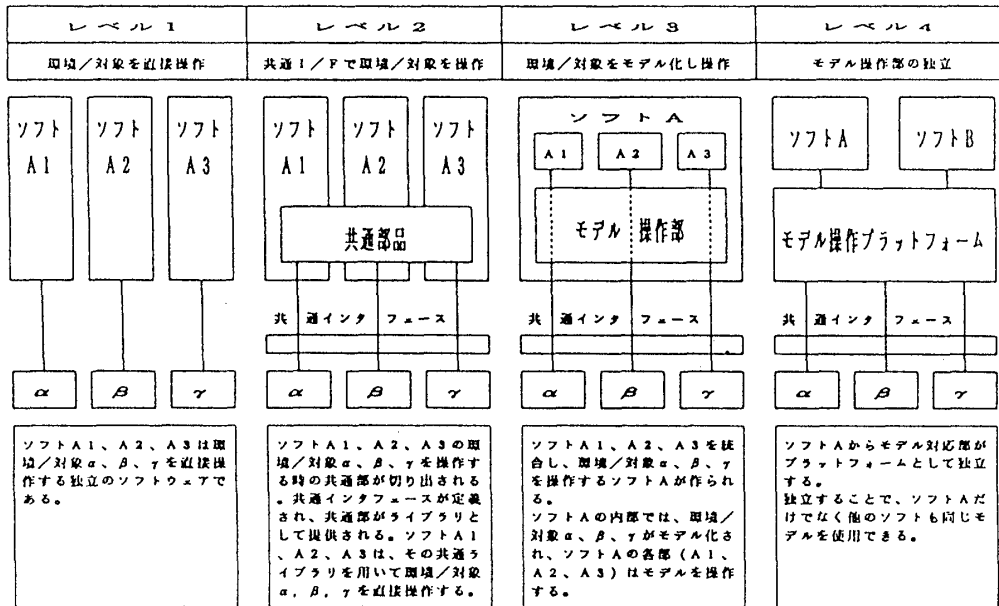 レベル1
レベル2
レベル3
レベル4
環境／対象を直接操作
共通I／Fで環境／対象を操作
環境／対象をモデル化し操作
モデル操作部の独立
ソフト
A1
ソフト
A2
ソフト
A3
α
β
γ
ソフト
A1
ソフト
A2
ソフト
A3
共通部品
共通インタフェース
α
β
γ
ソフトA
A1
A2
A3
モデル操作部
共通インタフェース
α
β
γ
ソフトA
ソフトB
モデル操作プラットフォーム
共通インタフェース
α
β
γ
ソフトA1、A2、A3は環
境／対象α、β、γを直接操
作する独立のソフトウェアで
ある。
ソフトA1、A2、A3の環
境／対象α、β、γを操作す
る時の共通部が切り出される
。共通インタフェースが定義
され、共通部がライブラリと
して提供される。ソフトA1
、A2、A3は、その共通ラ
イブラリを用いて環境／対象
α、β、γを直接操作する。
ソフトA1、A2、A3を統
合し、環境／対象α、β、γ
を操作するソフトAが作られ
る。
ソフトAの内部では、環境／
対象α、β、γがモデル化さ
れ、ソフトAの各部（A1、
A2、A3）はモデルを操作
する。
ソフトAからモデル対応部が
プラットフォームとして独立
する。
独立することで、ソフトAだ
けでなく他のソフトも同じモ
デルを使用できる。